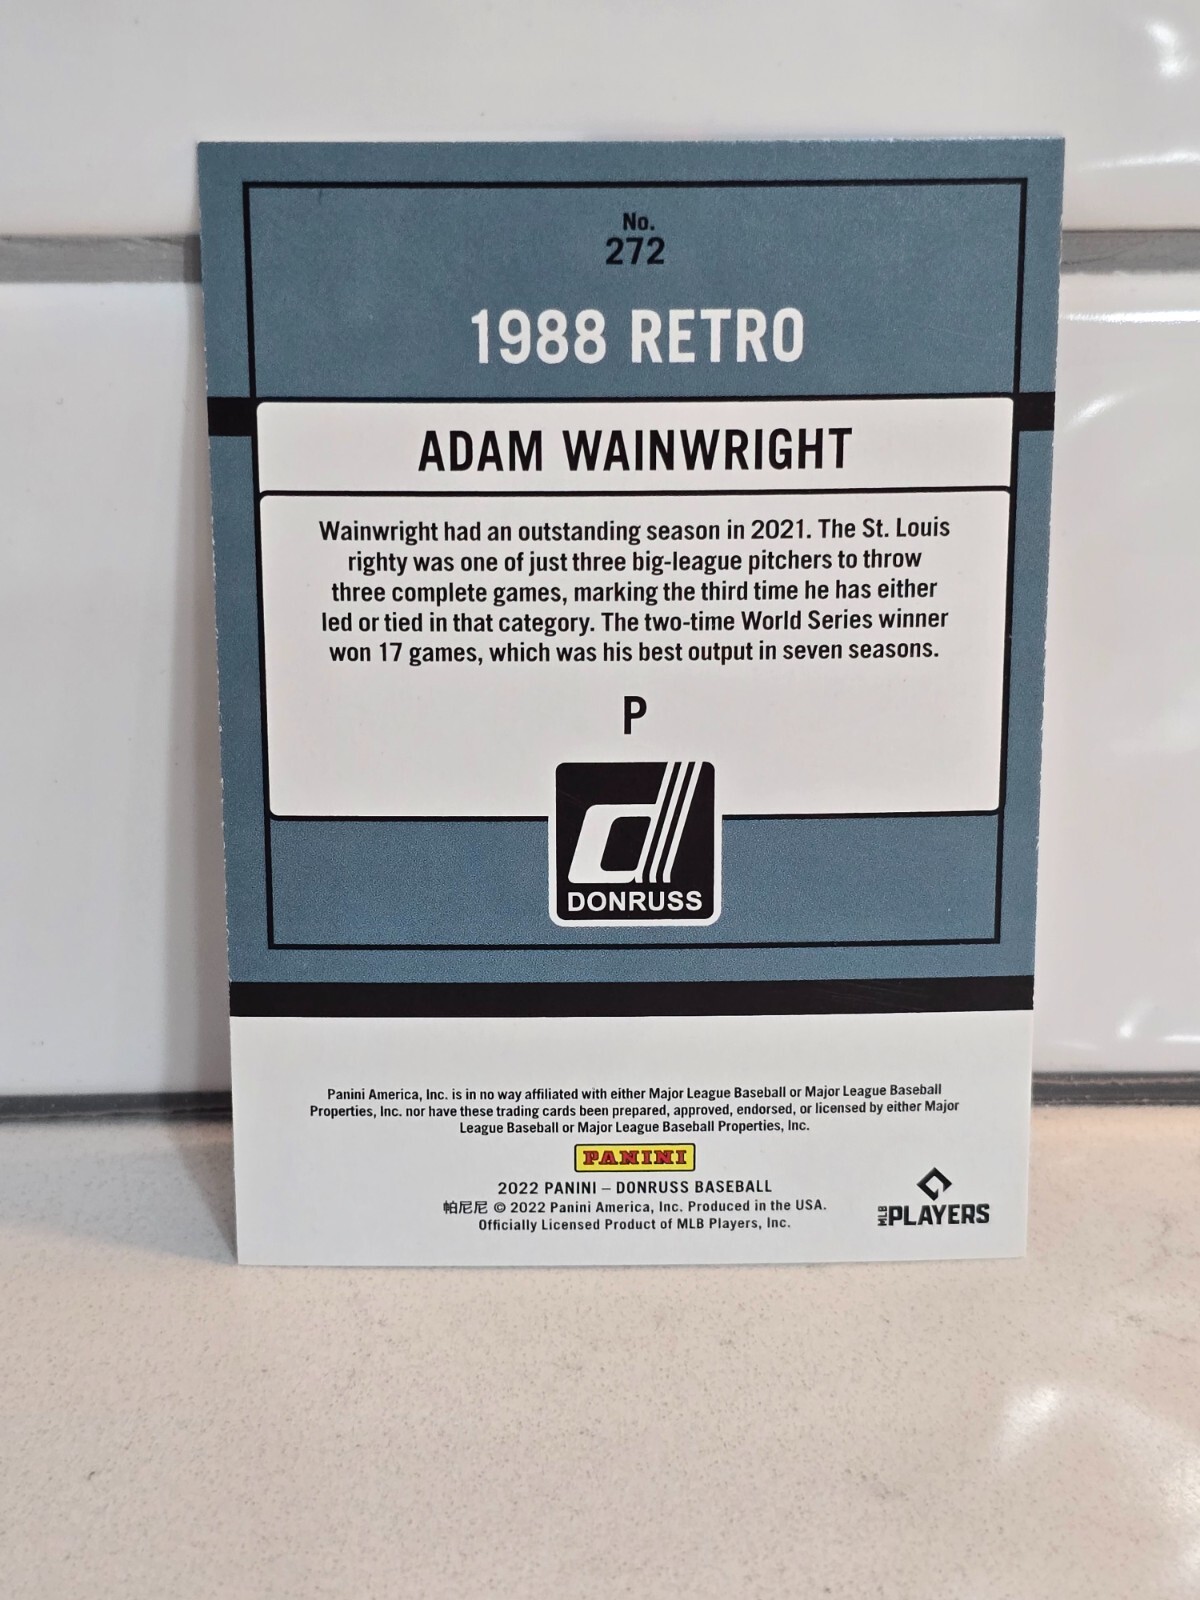 No.
272
1988 RETRO
ADAM WAINWRIGHT
Wainwright had an outstanding season in 2021. The St. Louis
righty was one of just three big-league pitchers to throw
three complete games, marking the third time he has either
led or tied in that category. The two-time World Series winner
won 17 games, which was his best output in seven seasons.
P
d
DONRUSS
Panini America, Inc. is in no way affiliated with either Major League Baseball or Major League Baseball
Properties, Inc. nor have these trading cards been prepared, approved, endorsed, or licensed by either Major
League Baseball or Major League Baseball Properties, Inc.
PANINI
2022 PANINI – DONRUSS BASEBALL
帕尼尼 © 2022 Panini America, Inc. Produced in the USA.
Officially Licensed Product of MLB Players, Inc.
MLB PLAYERS